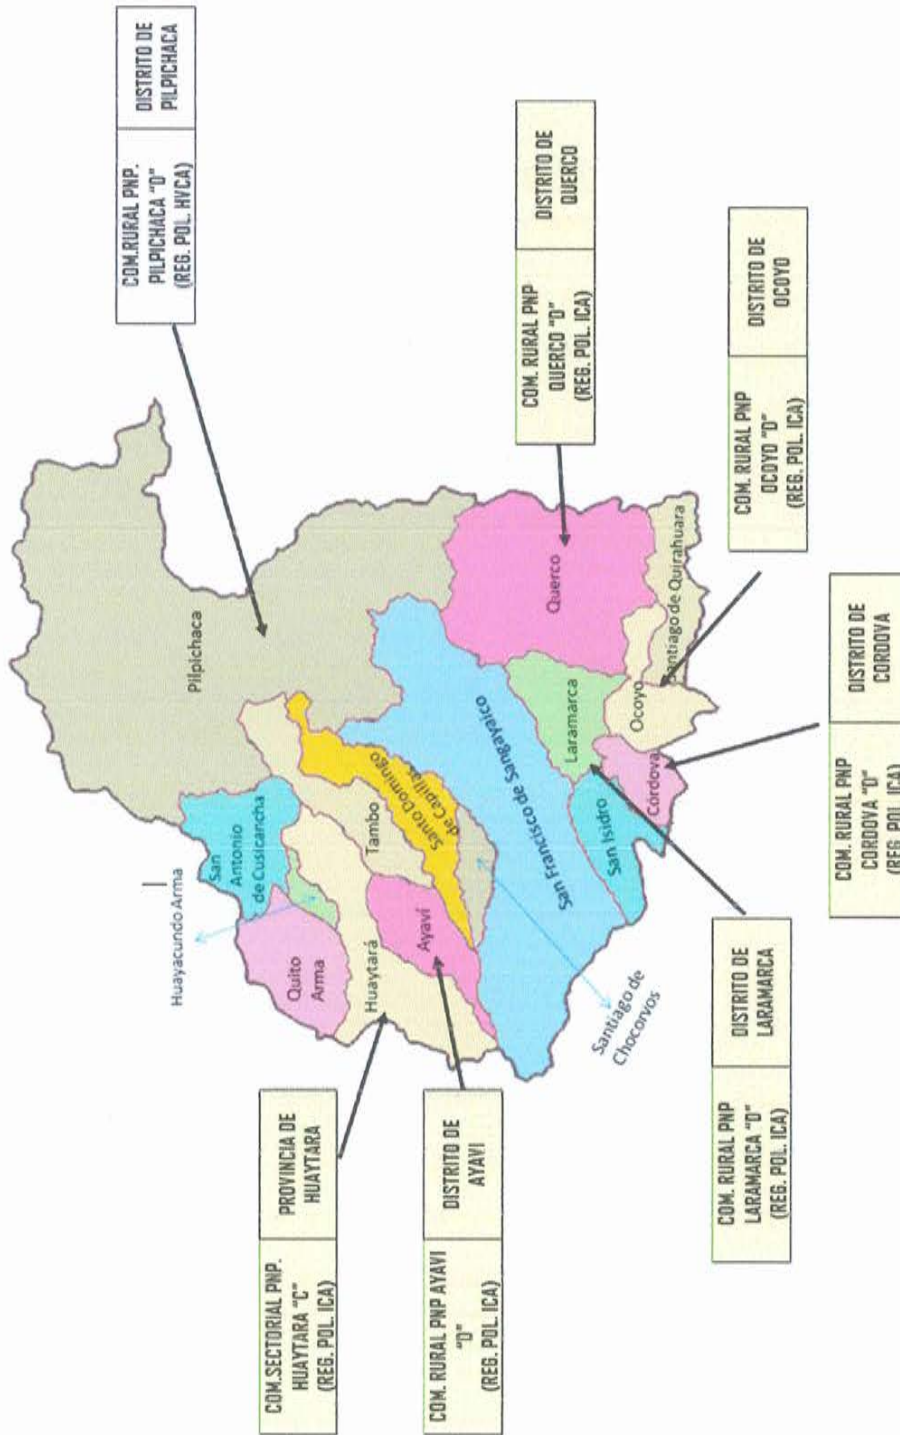 COM.RURAL PNP.
PILPICHACA "D"
(REG. POL. HVCA)
DISTRITO DE
PILPICHACA
COM. RURAL PNP
QUERCO "D"
(REG. POL. ICA)
DISTRITO DE
QUERCO
COM. RURAL PNP
OCOYO "D"
(REG. POL. ICA)
DISTRITO DE
OCOYO
COM. RURAL PNP
CORDOVA "D"
(REG. POL. ICA)
DISTRITO DE
CORDOVA
COM. RURAL PNP
LARAMARCA "D"
(REG. POL. ICA)
DISTRITO DE
LARAMARCA
COM.SECTORIAL PNP.
HUAYTARA "C"
(REG. POL. ICA)
PROVINCIA DE
HUAYTARA
COM. RURAL PNP AYAVI
"D"
(REG. POL. ICA)
DISTRITO DE
AYAVI
Huayacundo Arma
San
Antonio
de Cusicancha
Quito
Arma
Pilpichaca
Huaytará
Tambo
Ayaví
Santo Domingo
de Capillas
Santiago de
Chocorvos
San Francisco de Sangayaico
San Isidro
Laramarca
Querco
Córdova
Ocoyo
Santiago de Quirahuara